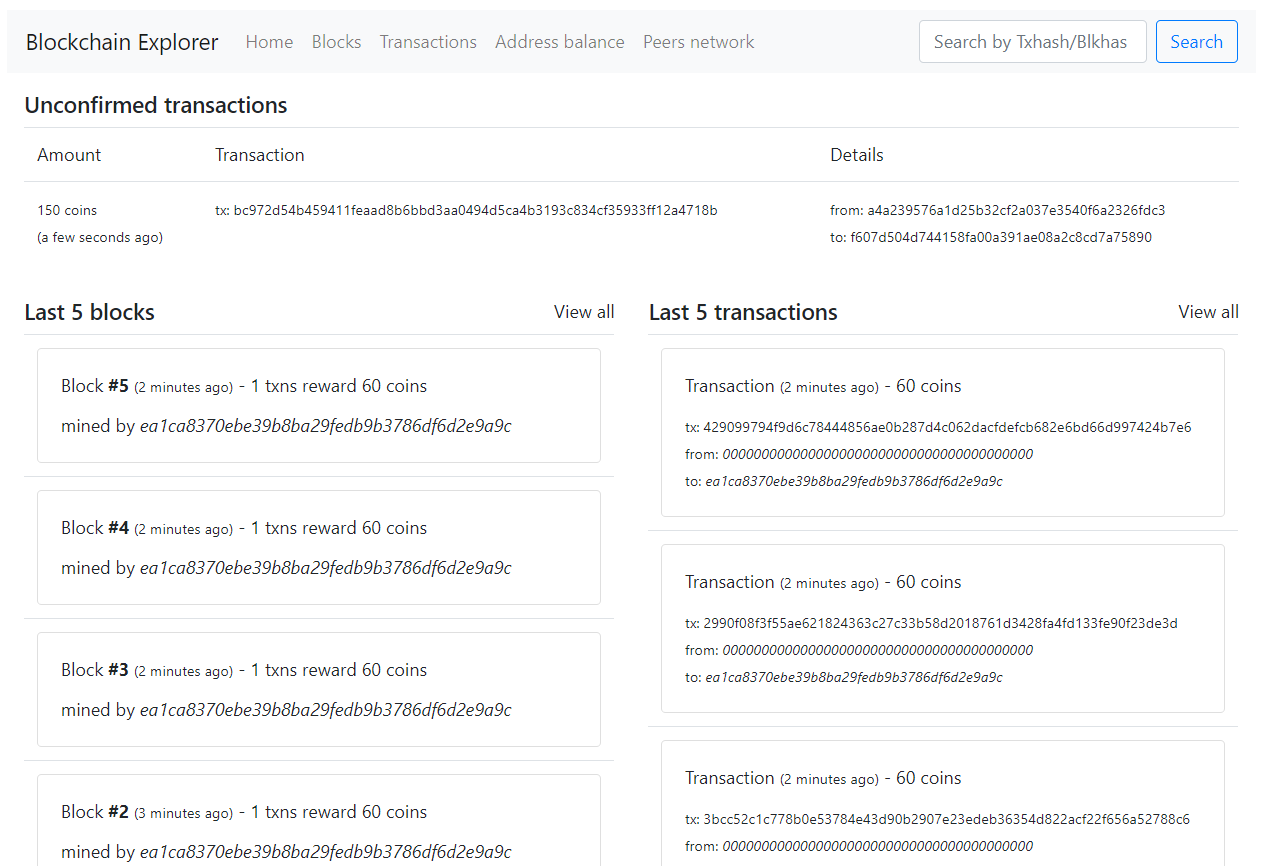 Blockchain Explorer Home Blocks Transactions Address balance Peers network Search by Txhash/Blkhas Search
Unconfirmed transactions
Amount Transaction Details
150 coins tx: bc972d54b459411feaad8b6bbd3aa0494d5ca4b3193c834cf35933ff12a4718b from: a4a239576a1d25b32cf2a037e3540f6a2326fdc3
(a few seconds ago) to: f607d504d744158fa00a391ae08a2c8cd7a75890
Last 5 blocks View all
Block #5 (2 minutes ago) - 1 txns reward 60 coins
mined by ea1ca8370ebe39b8ba29fedb9b3786df6d2e9a9c
Block #4 (2 minutes ago) - 1 txns reward 60 coins
mined by ea1ca8370ebe39b8ba29fedb9b3786df6d2e9a9c
Block #3 (2 minutes ago) - 1 txns reward 60 coins
mined by ea1ca8370ebe39b8ba29fedb9b3786df6d2e9a9c
Block #2 (3 minutes ago) - 1 txns reward 60 coins
mined by ea1ca8370ebe39b8ba29fedb9b3786df6d2e9a9c
Last 5 transactions View all
Transaction (2 minutes ago) - 60 coins
tx: 429099794f9d6c78444856ae0b287d4c062dacfdefcb682e6bd66d997424b7e6
from: 0000000000000000000000000000000000000000
to: ea1ca8370ebe39b8ba29fedb9b3786df6d2e9a9c
Transaction (2 minutes ago) - 60 coins
tx: 2990f08f3f55ae621824363c27c33b58d2018761d3428fa4fd133fe90f23de3d
from: 0000000000000000000000000000000000000000
to: ea1ca8370ebe39b8ba29fedb9b3786df6d2e9a9c
Transaction (2 minutes ago) - 60 coins
tx: 3bcc52c1c778b0e53784e43d90b2907e23edeb36354d822acf22f656a52788c6
from: 0000000000000000000000000000000000000000